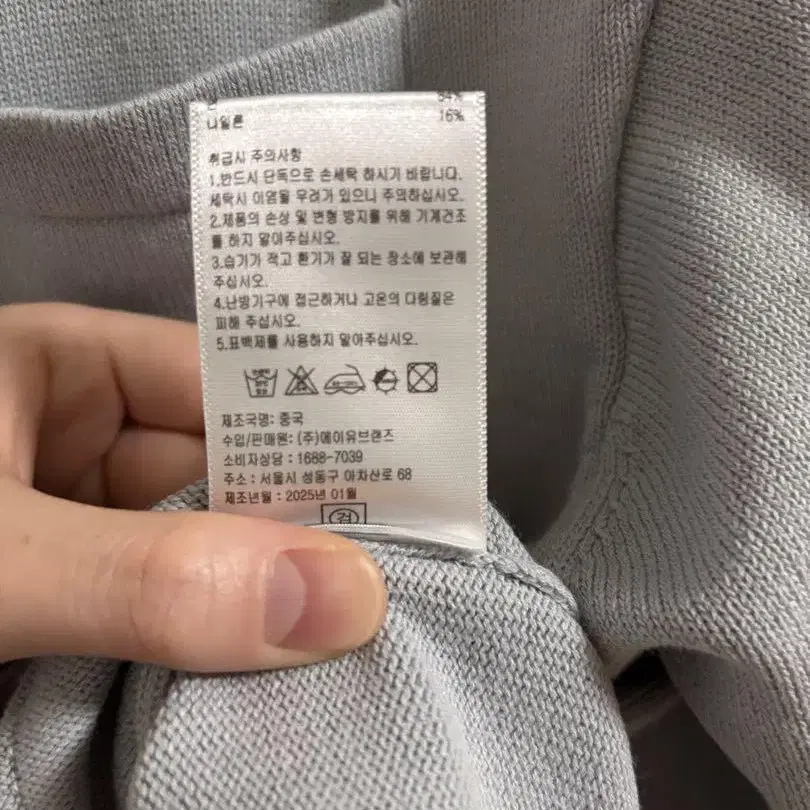 84%
나일론 16%
취급시 주의사항
1.반드시 단독으로 손세탁 하시기 바랍니다.
세탁시 이염될 우려가 있으니 주의하십시오.
2.제품의 손상 및 변형 방지를 위해 기계건조
를 하지 말아주십시오.
3.습기가 적고 환기가 잘 되는 장소에 보관해
주십시오.
4.난방기구에 접근하거나 고온의 다림질은
피해 주십시오.
5.표백제를 사용하지 말아주십시오.
제조국명: 중국
수입/판매원: (주)에이유브랜즈
소비자상담 : 1688-7039
주소 : 서울시 성동구 아차산로 68
제조년월 : 2025년 01월
검